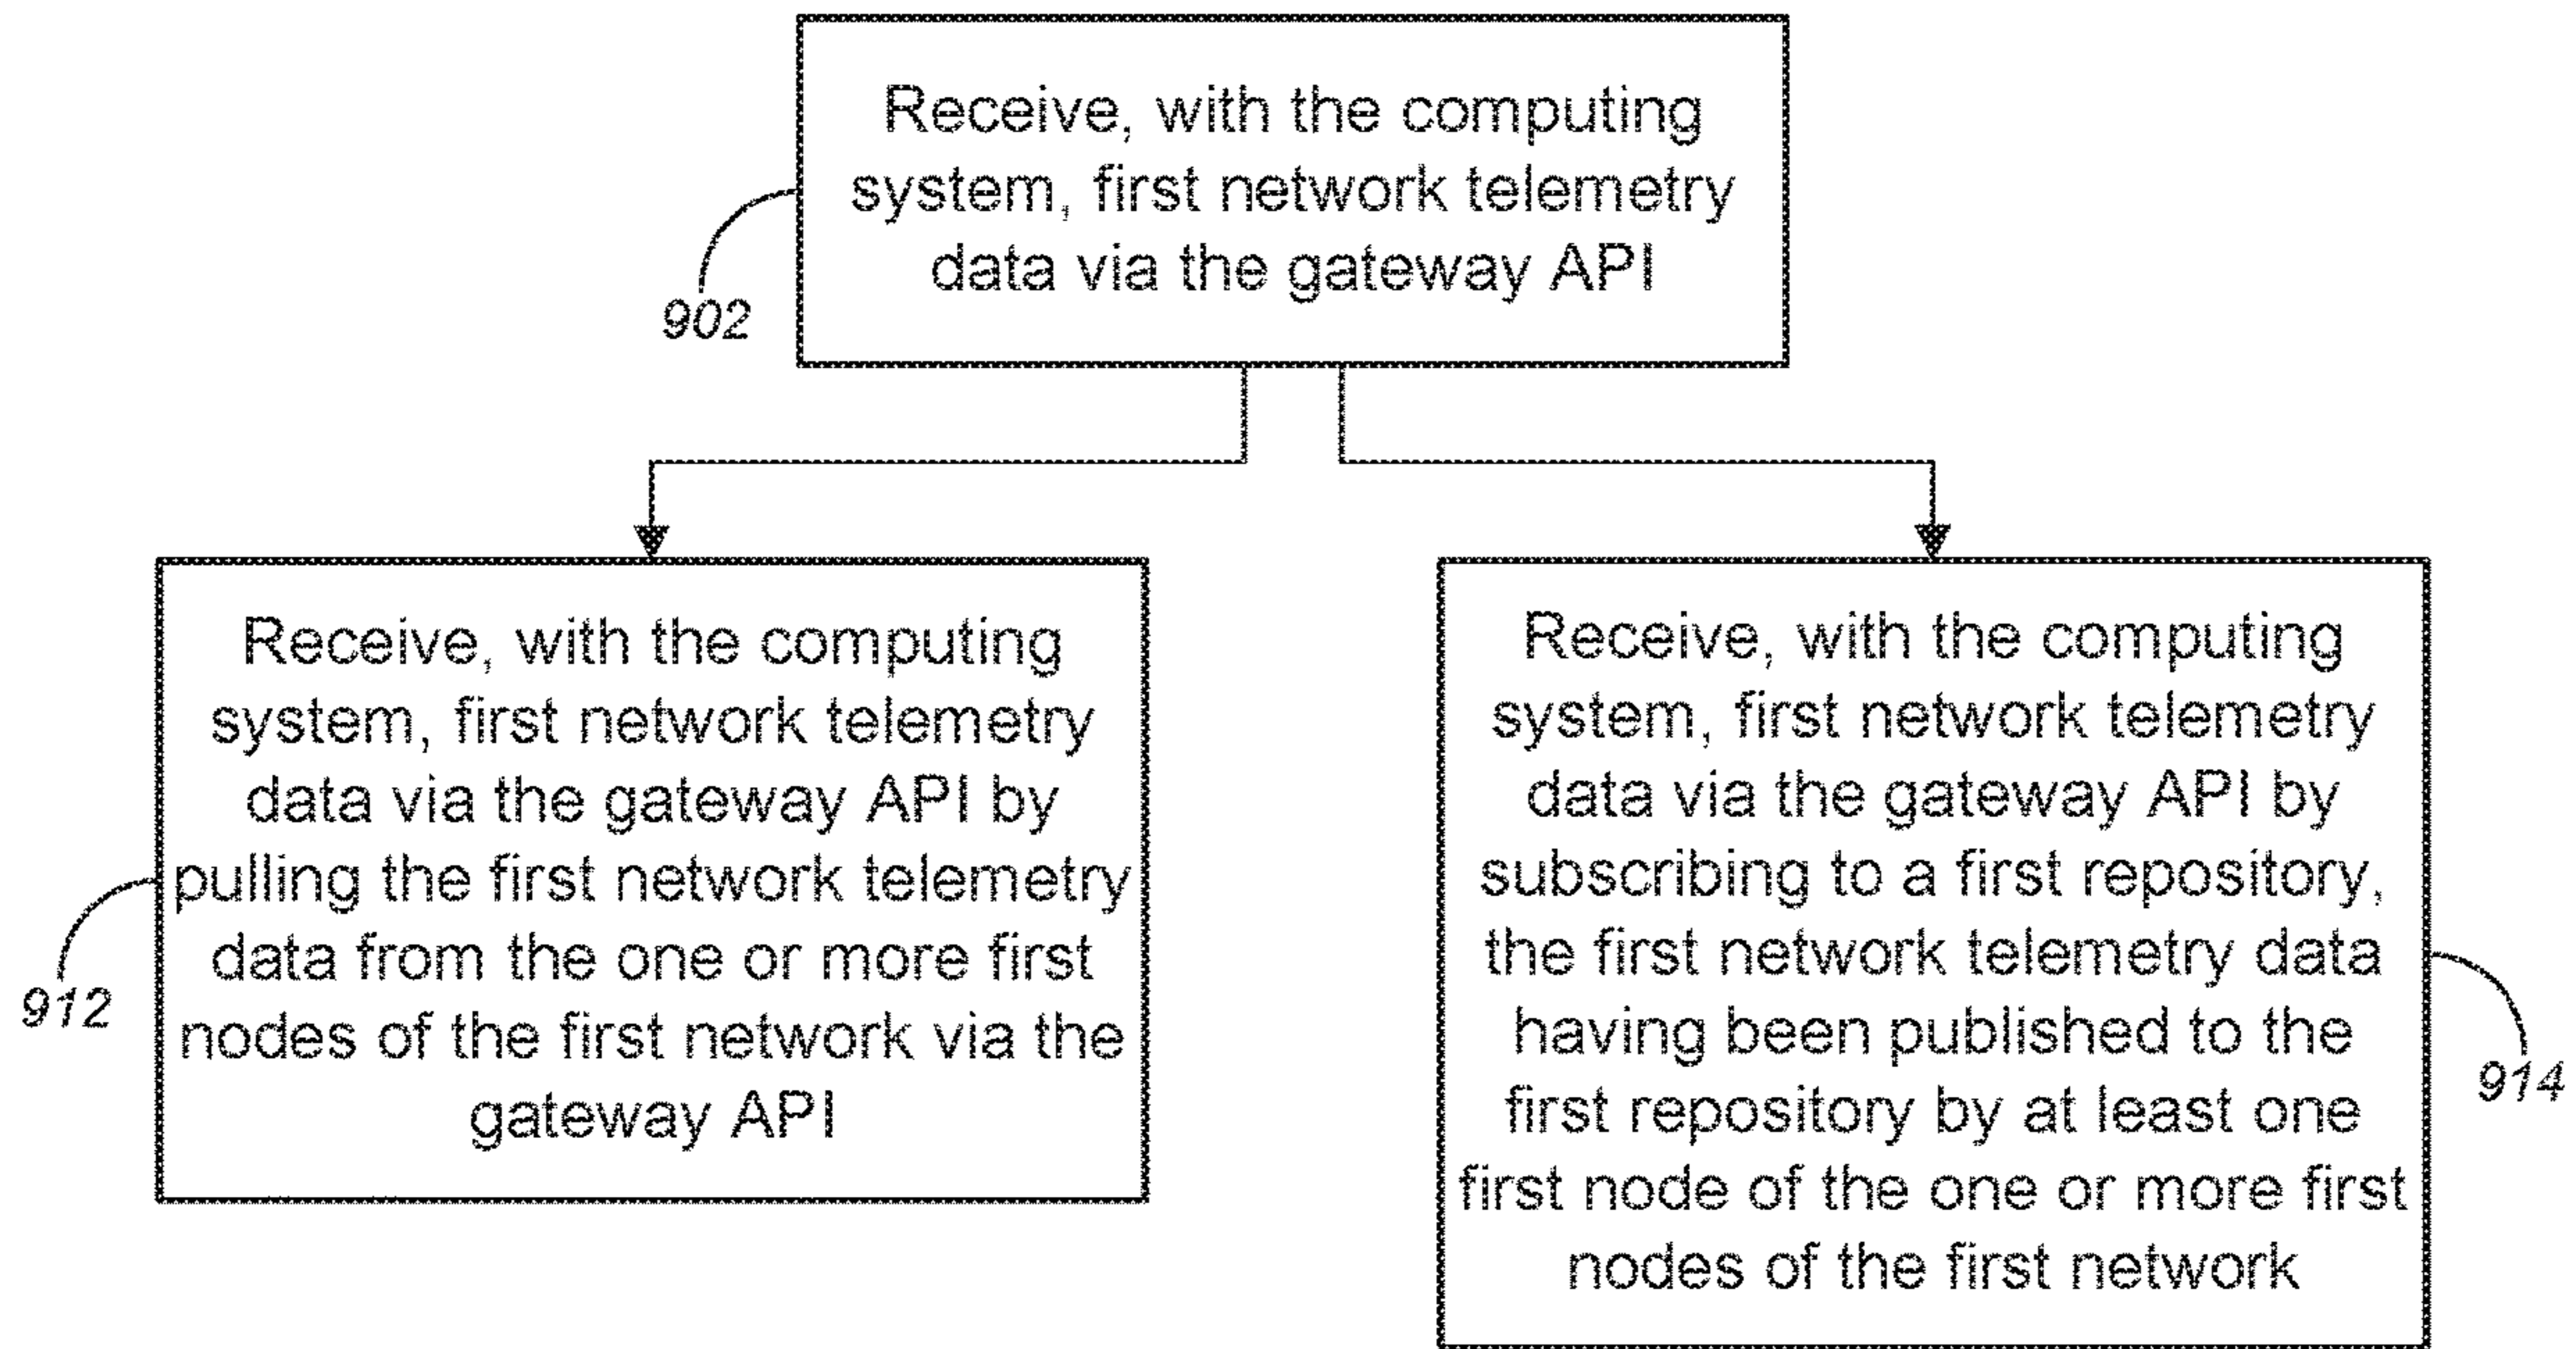 Receive, with the computing
system, first network telemetry
data via the gateway API
902
Receive, with the computing
system, first network telemetry
data via the gateway API by
pulling the first network telemetry
data from the one or more first
nodes of the first network via the
gateway API
912
Receive, with the computing
system, first network telemetry
data via the gateway API by
subscribing to a first repository,
the first network telemetry data
having been published to the
first repository by at least one
first node of the one or more first
nodes of the first network
914